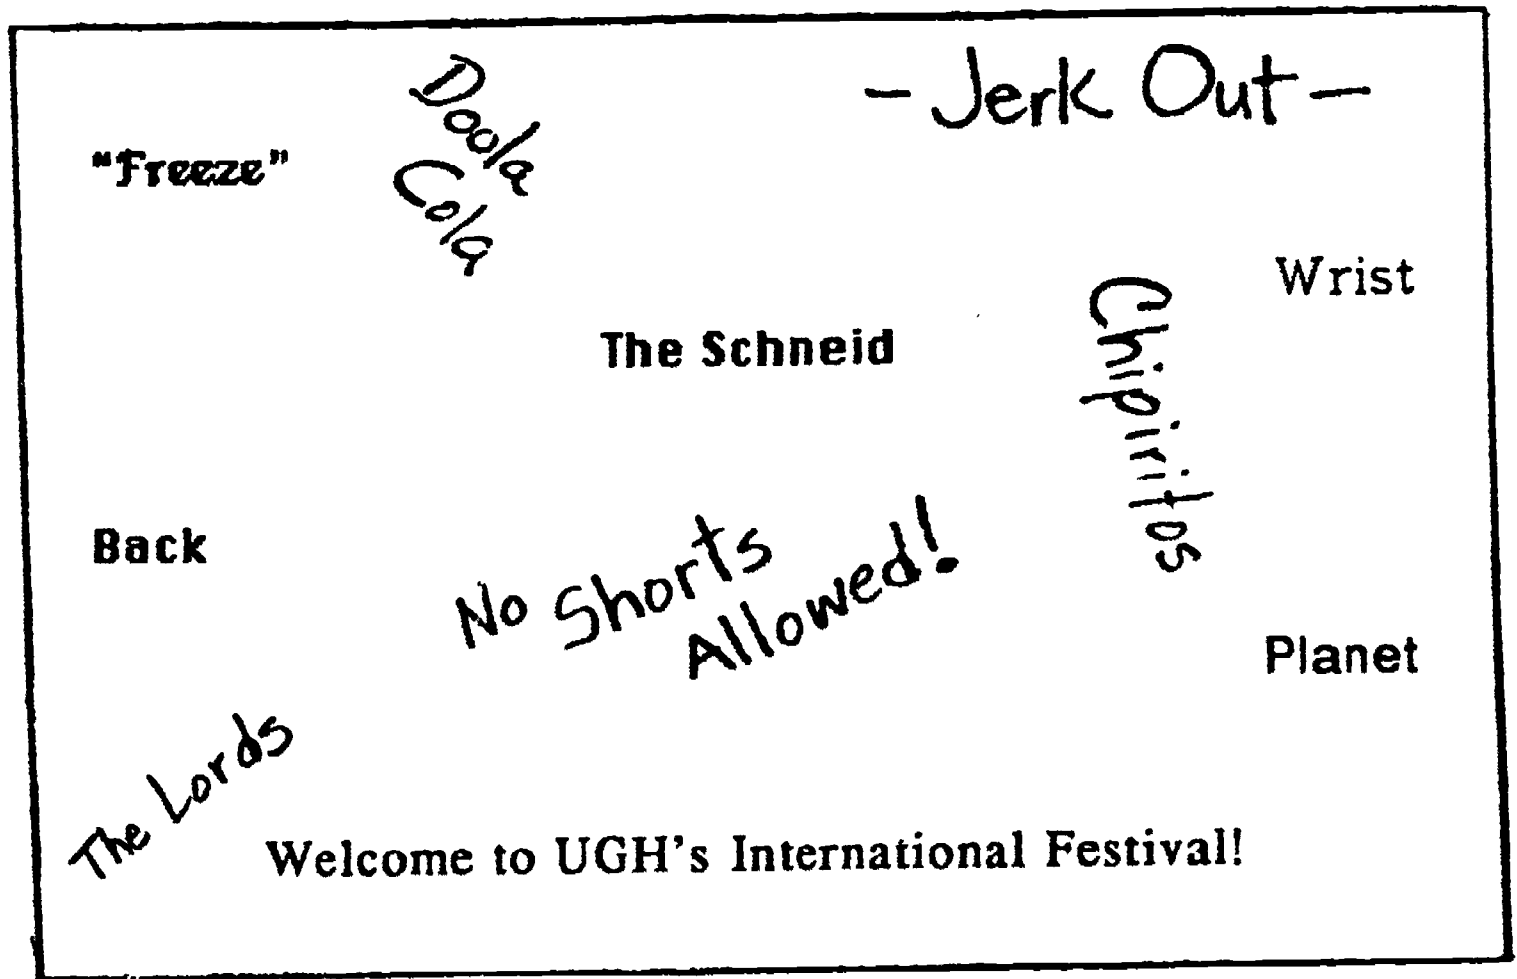 - Jerk Out -
"Freeze"
Doola
Cola
Wrist
The Schneid
Chipiritos
Back
No Shorts
Allowed!
Planet
The Lords
Welcome to UGH's International Festival!